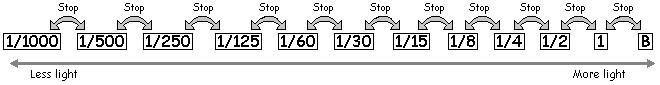 Stop Stop Stop Stop Stop Stop Stop Stop Stop Stop Stop
1/1000 1/500 1/250 1/125 1/60 1/30 1/15 1/8 1/4 1/2 1 B
Less light More light